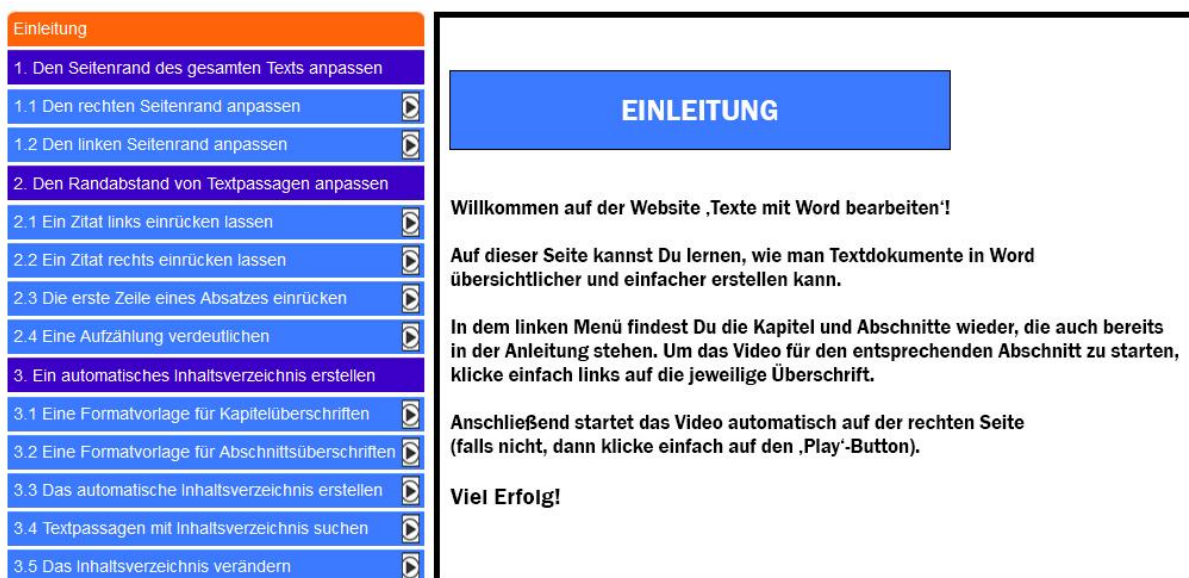 Einleitung
1. Den Seitenrand des gesamten Texts anpassen
1.1 Den rechten Seitenrand anpassen
1.2 Den linken Seitenrand anpassen
2. Den Randabstand von Textpassagen anpassen
2.1 Ein Zitat links einrücken lassen
2.2 Ein Zitat rechts einrücken lassen
2.3 Die erste Zeile eines Absatzes einrücken
2.4 Eine Aufzählung verdeutlichen
3. Ein automatisches Inhaltsverzeichnis erstellen
3.1 Eine Formatvorlage für Kapitelüberschriften
3.2 Eine Formatvorlage für Abschnittsüberschriften
3.3 Das automatische Inhaltsverzeichnis erstellen
3.4 Textpassagen mit Inhaltsverzeichnis suchen
3.5 Das Inhaltsverzeichnis verändern
EINLEITUNG
Willkommen auf der Website ‚Texte mit Word bearbeiten‘!
Auf dieser Seite kannst Du lernen, wie man Textdokumente in Word
übersichtlicher und einfacher erstellen kann.
In dem linken Menü findest Du die Kapitel und Abschnitte wieder, die auch bereits
in der Anleitung stehen. Um das Video für den entsprechenden Abschnitt zu starten,
klicke einfach links auf die jeweilige Überschrift.
Anschließend startet das Video automatisch auf der rechten Seite
(falls nicht, dann klicke einfach auf den ‚Play‘-Button).
Viel Erfolg!